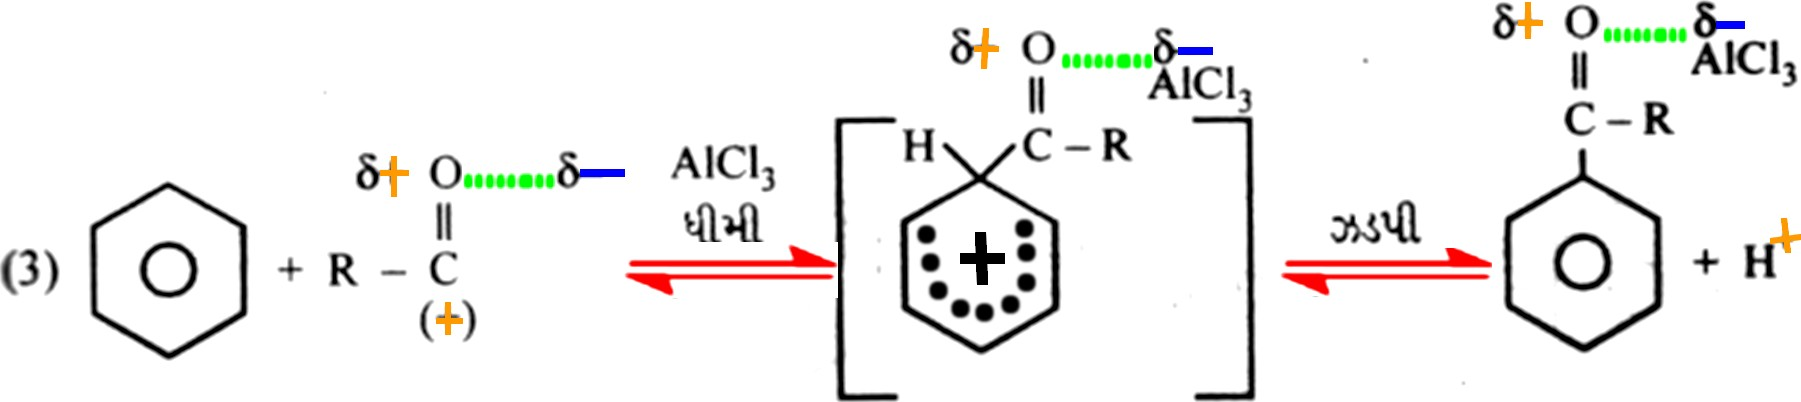 (3) + R – C (+) || O δ+ δ– AlCl₃ ધીમી
[ H C – R || O δ+ δ– AlCl₃ + ]
ઝડપી
C – R || O δ+ δ– AlCl₃ + H+